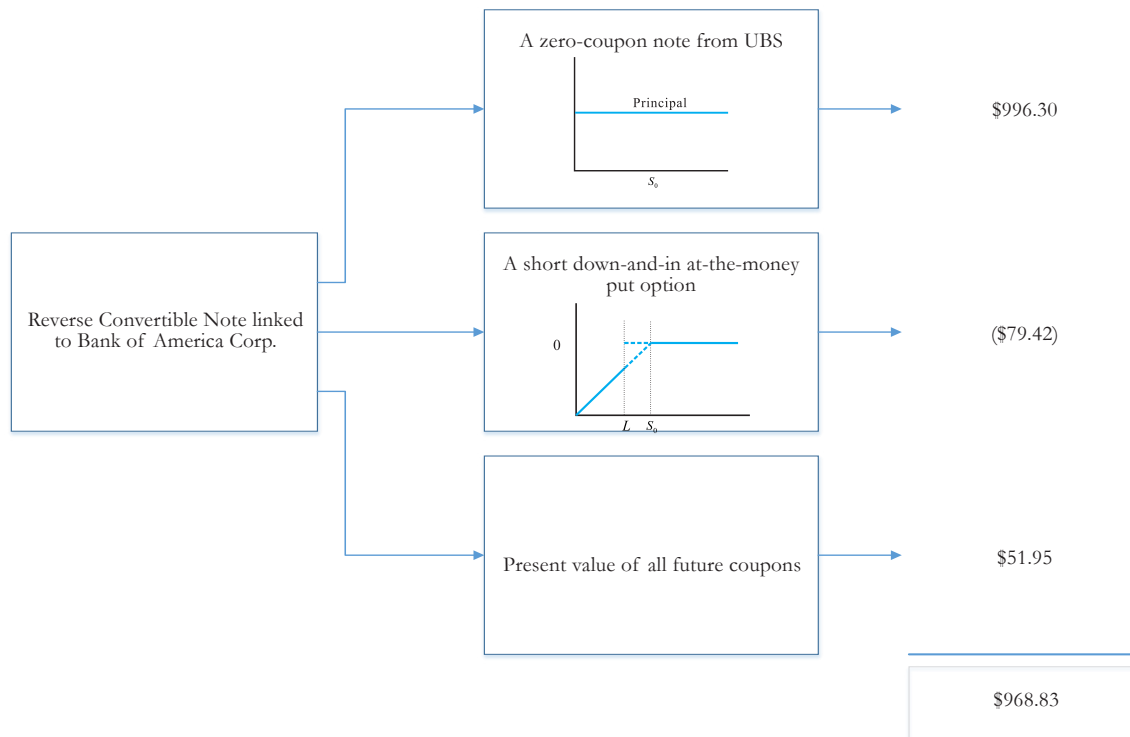 A zero-coupon note from UBS
Principal
S₀
$996.30
Reverse Convertible Note linked
to Bank of America Corp.
A short down-and-in at-the-money
put option
0
L S₀
($79.42)
Present value of all future coupons
$51.95
$968.83